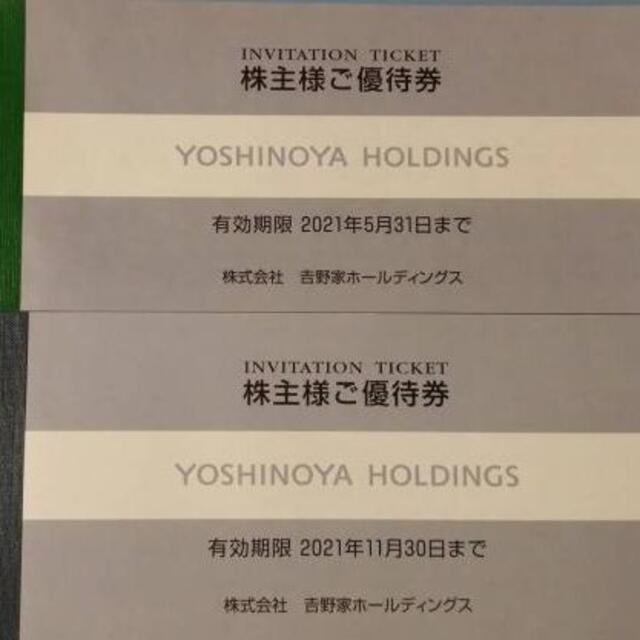 INVITATION TICKET
株主様ご優待券
YOSHINOYA HOLDINGS
有効期限 2021年5月31日まで
株式会社 𠮷野家ホールディングス
INVITATION TICKET
株主様ご優待券
YOSHINOYA HOLDINGS
有効期限 2021年11月30日まで
株式会社 𠮷野家ホールディングス